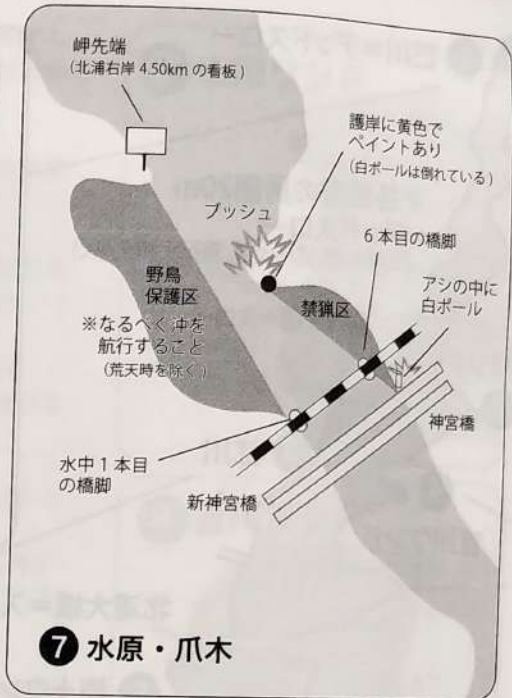 岬先端
(北浦右岸 4.50km の看板)
護岸に黄色で
ペイントあり
(白ポールは倒れている)
ブッシュ
6本目の橋脚
アシの中に
白ポール
野鳥
保護区
禁猟区
※なるべく沖を
航行すること
(荒天時を除く)
神宮橋
水中1本目
の橋脚
新神宮橋
7 水原・爪木